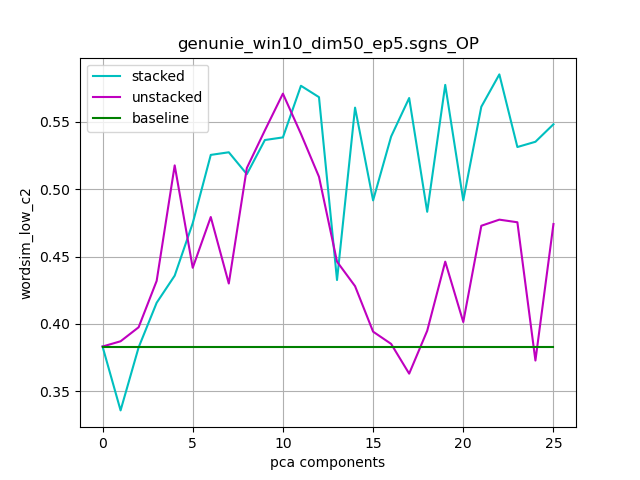 genunie_win10_dim50_ep5.sgns_OP
stacked
unstacked
baseline
wordsim_low_c2
0.55
0.50
0.45
0.40
0.35
0 5 10 15 20 25
pca components